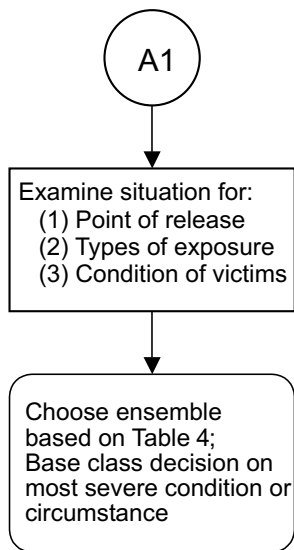 A1
Examine situation for:
(1) Point of release
(2) Types of exposure
(3) Condition of victims
Choose ensemble
based on Table 4;
Base class decision on
most severe condition or
circumstance